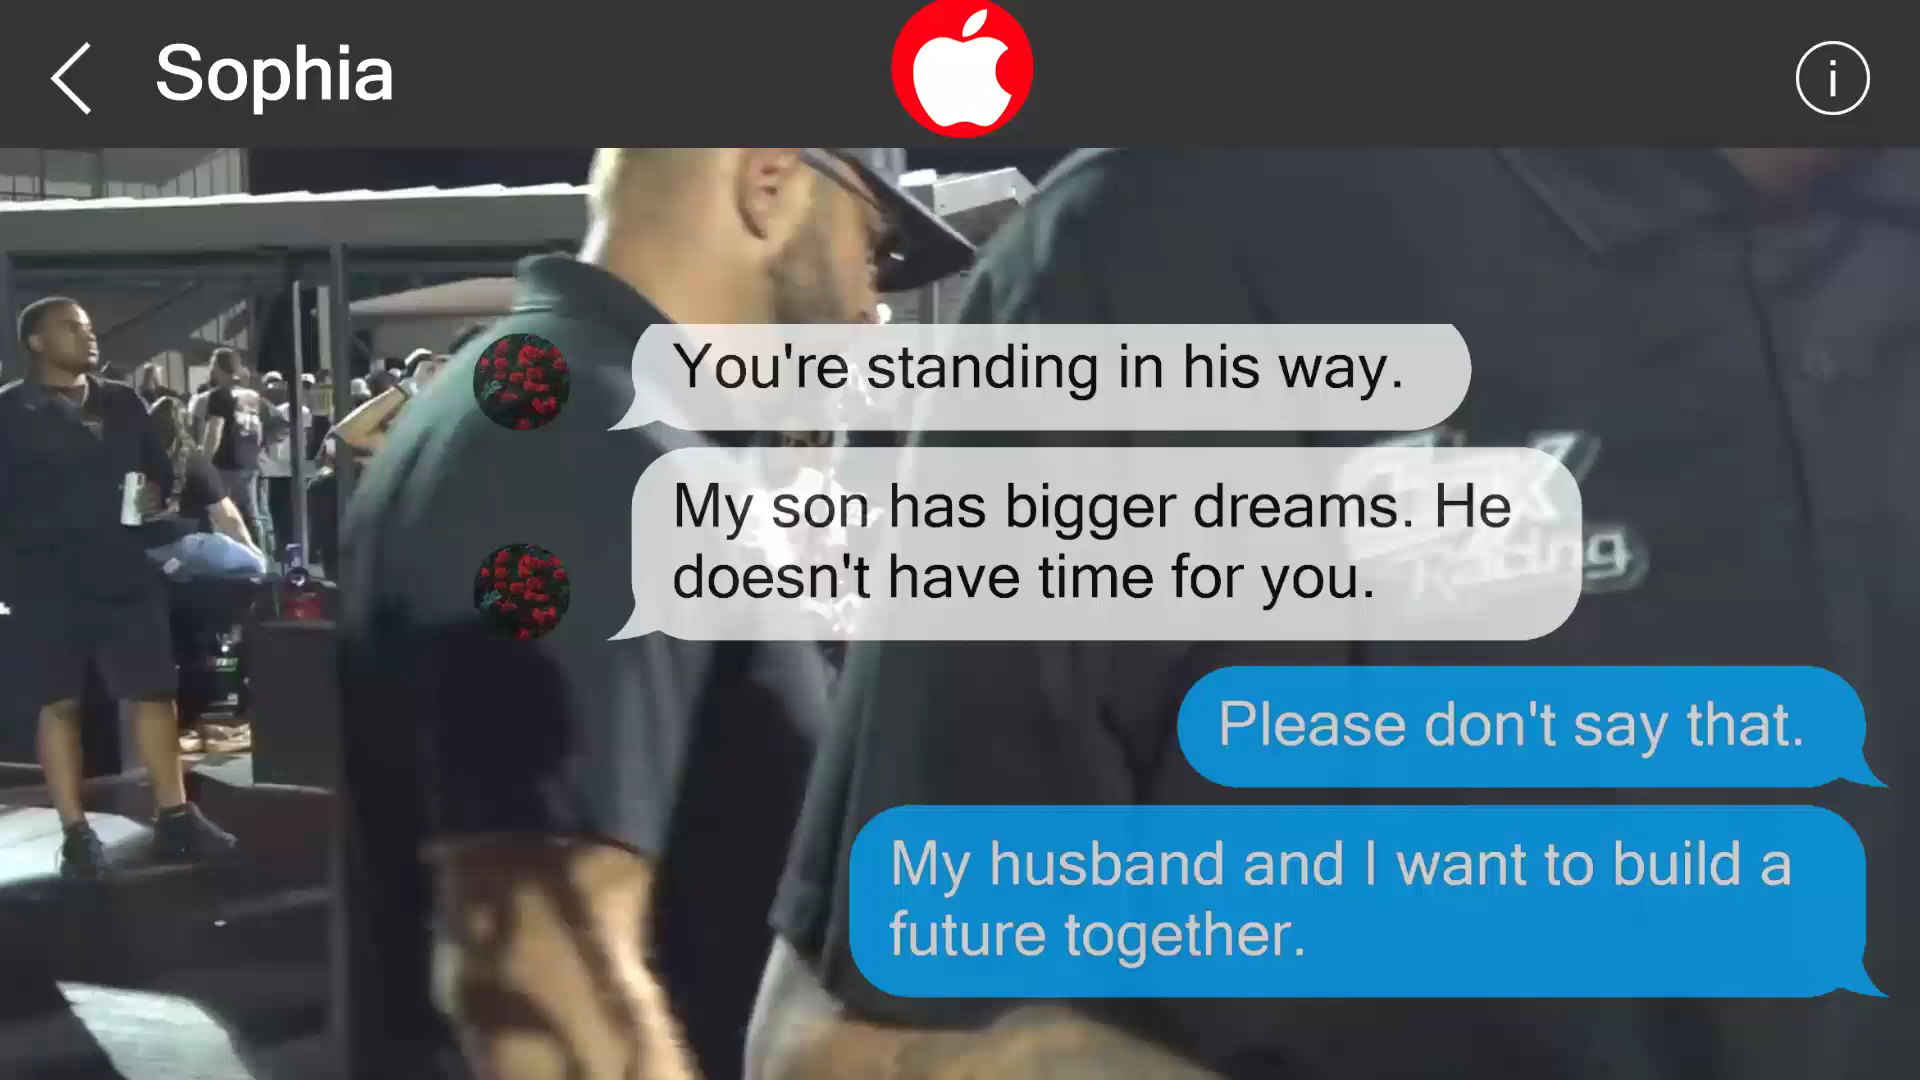 Sophia
You're standing in his way.
My son has bigger dreams. He
doesn't have time for you.
Racing
Please don't say that.
My husband and I want to build a
future together.